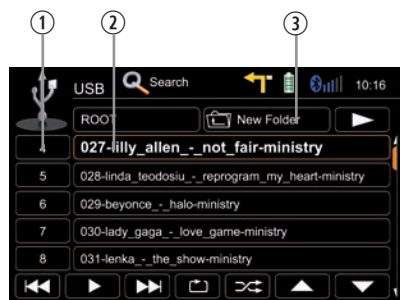 1 2 3
USB Search 10:16
ROOT New Folder
4 027-lilly_allen_-_not_fair-ministry
5 028-linda_teodosiu_-_reprogram_my_heart-ministry
6 029-beyonce_-_halo-ministry
7 030-lady_gaga_-_love_game-ministry
8 031-lenka_-_the_show-ministry